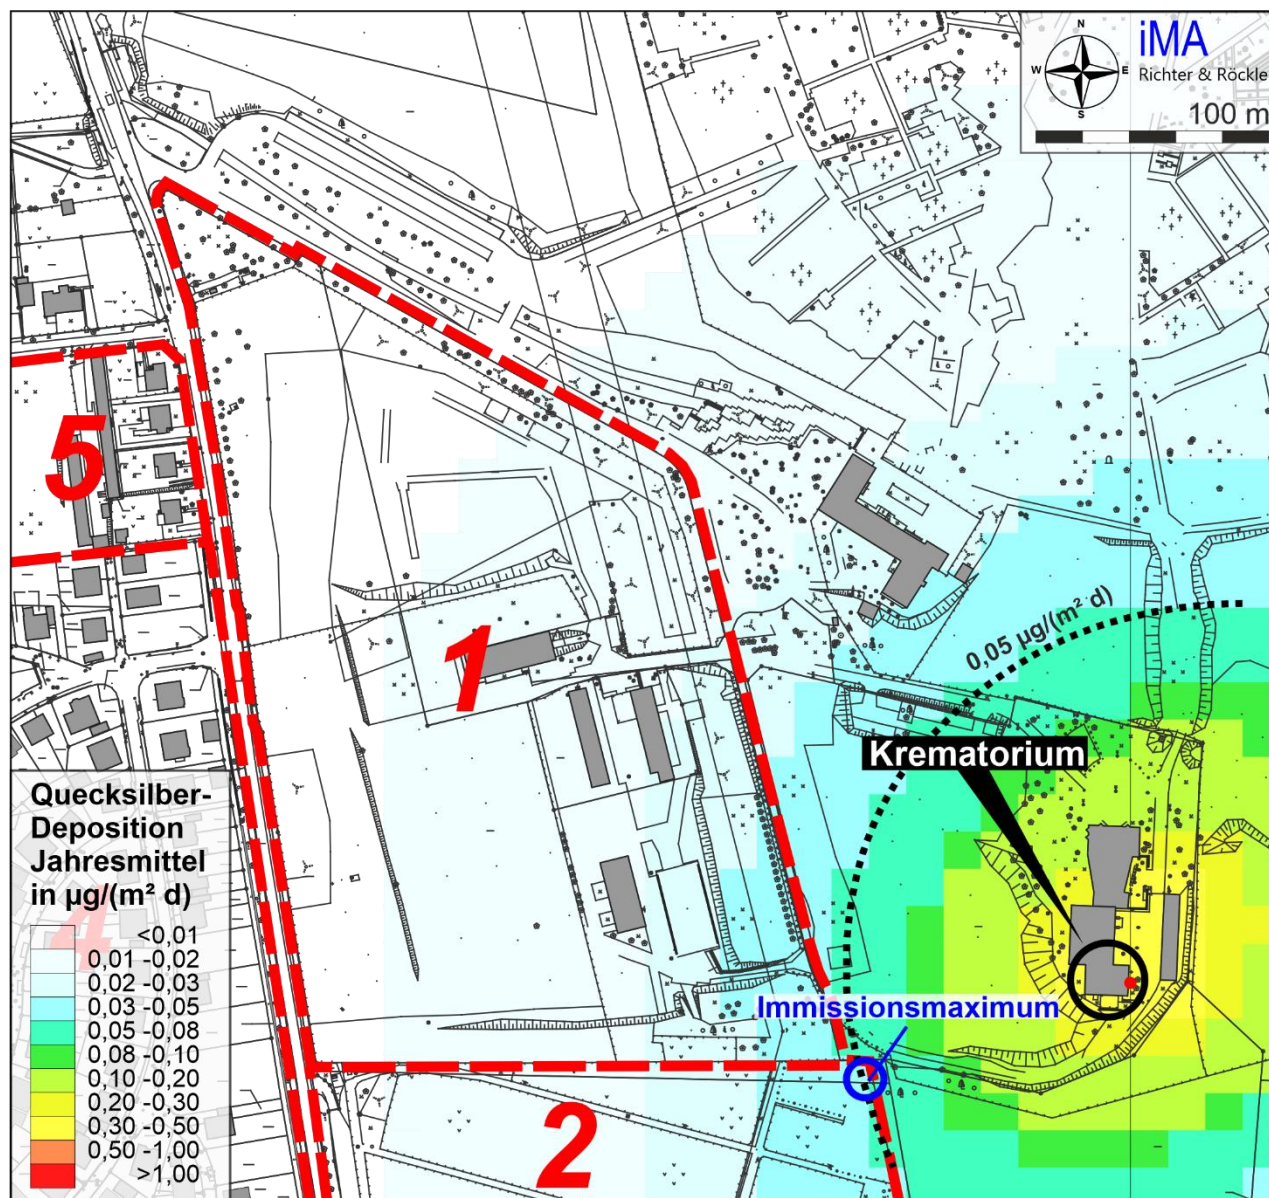 N
W
E
S
iMA
Richter & Röckle
100 m
5
1
0,05 µg/(m² d)
Krematorium
Quecksilber-
Deposition
Jahresmittel
in µg/(m² d)
4
<0,01
0,01 -0,02
0,02 -0,03
0,03 -0,05
0,05 -0,08
0,08 -0,10
0,10 -0,20
0,20 -0,30
0,30 -0,50
0,50 -1,00
>1,00
Immissionsmaximum
2